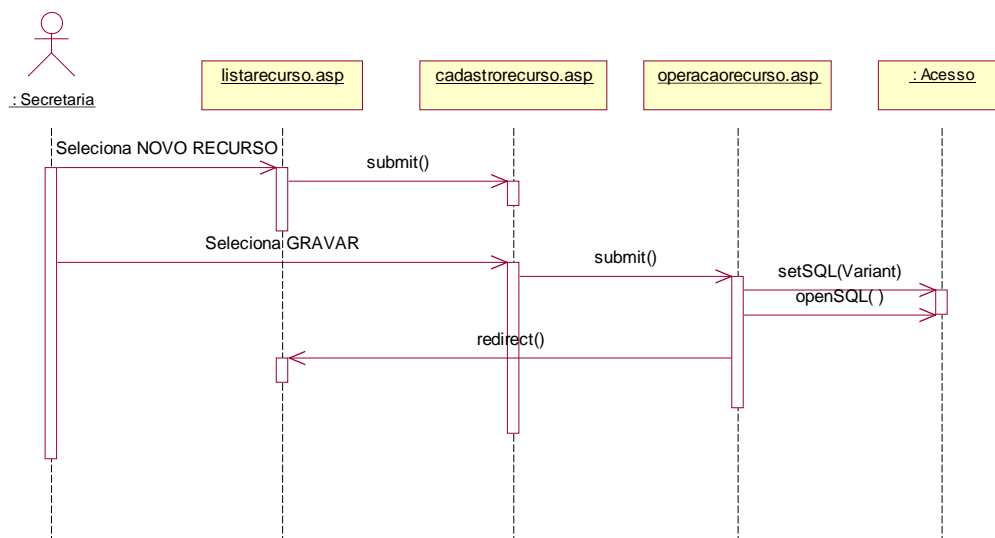 : Secretaria
listarecurso.asp
cadastrorecurso.asp
operacaorecurso.asp
: Acesso
Seleciona NOVO RECURSO
submit()
Seleciona GRAVAR
submit()
setSQL(Variant)
openSQL( )
redirect()